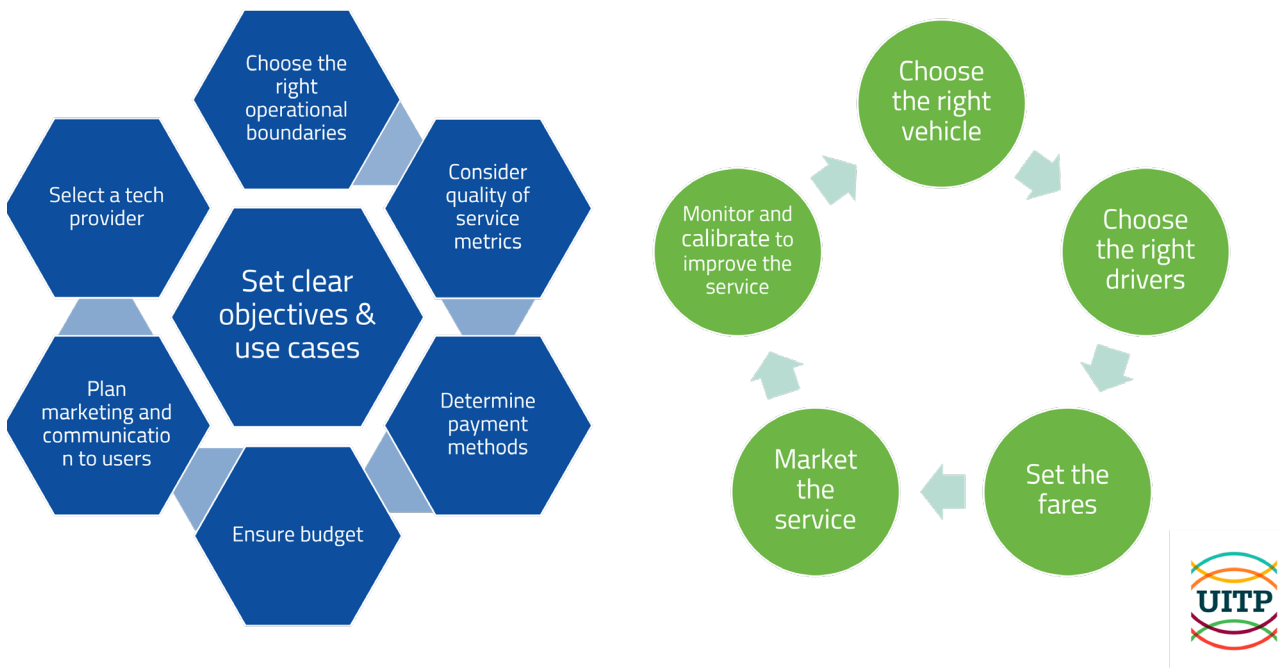 Choose the
right
operational
boundaries
Consider
quality of
service
metrics
Determine
payment
methods
Ensure budget
Plan
marketing and
communicatio
n to users
Select a tech
provider
Set clear
objectives &
use cases
Choose
the right
vehicle
Choose
the right
drivers
Set the
fares
Market
the
service
Monitor and
calibrate to
improve the
service
UITP